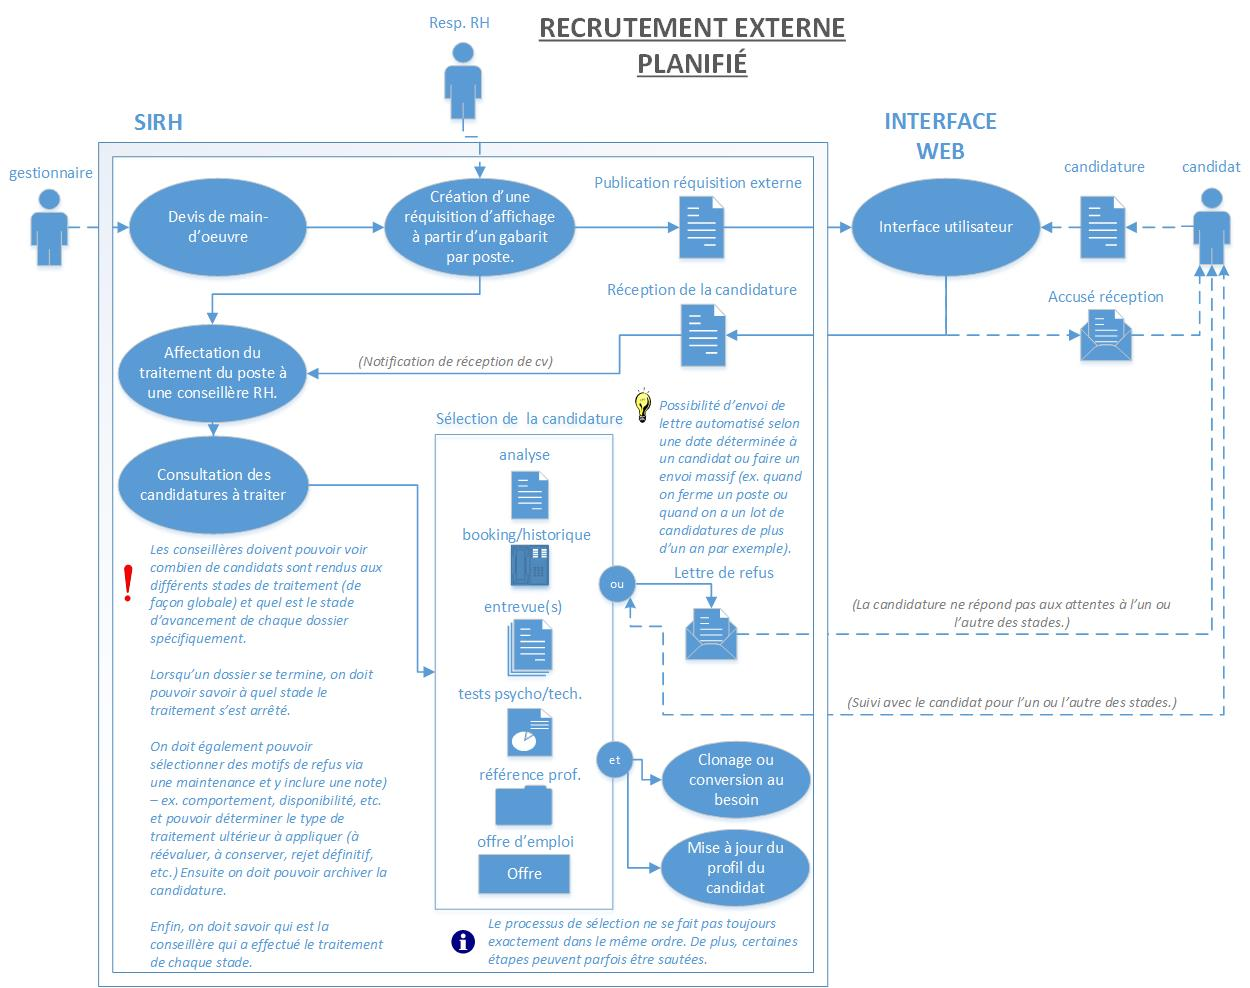 Resp. RH
RECRUTEMENT EXTERNE
PLANIFIÉ
SIRH
INTERFACE
WEB
gestionnaire
Devis de main-
d’oeuvre
Création d’une
réquisition d’affichage
à partir d’un gabarit
par poste.
Publication réquisition externe
Interface utilisateur
candidature
candidat
Réception de la candidature
Accusé réception
Affectation du
traitement du poste à
une conseillère RH.
(Notification de réception de cv)
Consultation des
candidatures à traiter
Sélection de la candidature
analyse
booking/historique
entrevue(s)
tests psycho/tech.
référence prof.
offre d’emploi
Offre
Possibilité d’envoi de
lettre automatisé selon
une date déterminée à
un candidat ou faire un
envoi massif (ex. quand
on ferme un poste ou
quand on a un lot de
candidatures de plus
d’un an par exemple).
ou
Lettre de refus
(La candidature ne répond pas aux attentes à l’un ou
l’autre des stades.)
(Suivi avec le candidat pour l’un ou l’autre des stades.)
et
Clonage ou
conversion au
besoin
Mise à jour du
profil du
candidat
Les conseillères doivent pouvoir voir
combien de candidats sont rendus aux
différents stades de traitement (de
façon globale) et quel est le stade
d’avancement de chaque dossier
spécifiquement.
Lorsqu’un dossier se termine, on doit
pouvoir savoir à quel stade le
traitement s’est arrêté.
On doit également pouvoir
sélectionner des motifs de refus via
une maintenance et y inclure une note)
– ex. comportement, disponibilité, etc.
et pouvoir déterminer le type de
traitement ultérieur à appliquer (à
réévaluer, à conserver, rejet définitif,
etc.) Ensuite on doit pouvoir archiver la
candidature.
Enfin, on doit savoir qui est la
conseillère qui a effectué le traitement
de chaque stade.
Le processus de sélection ne se fait pas toujours
exactement dans le même ordre. De plus, certaines
étapes peuvent parfois être sautées.